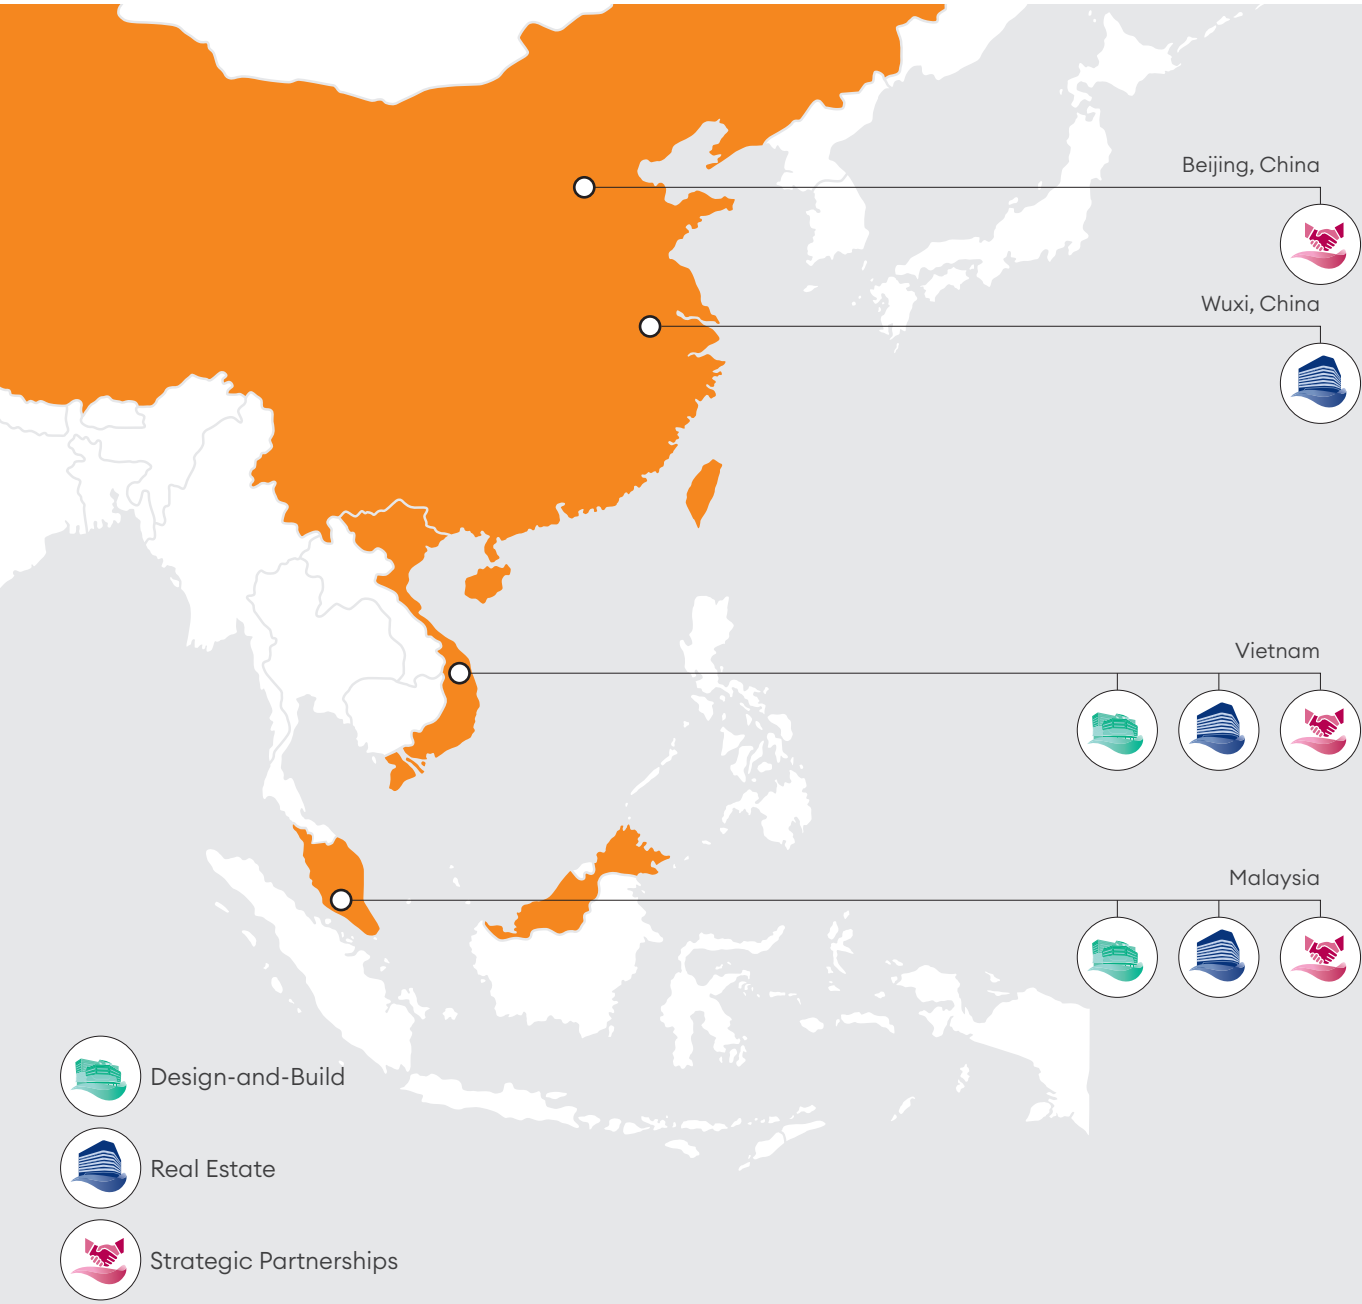 Beijing, China
Wuxi, China
Vietnam
Malaysia
Design-and-Build
Real Estate
Strategic Partnerships